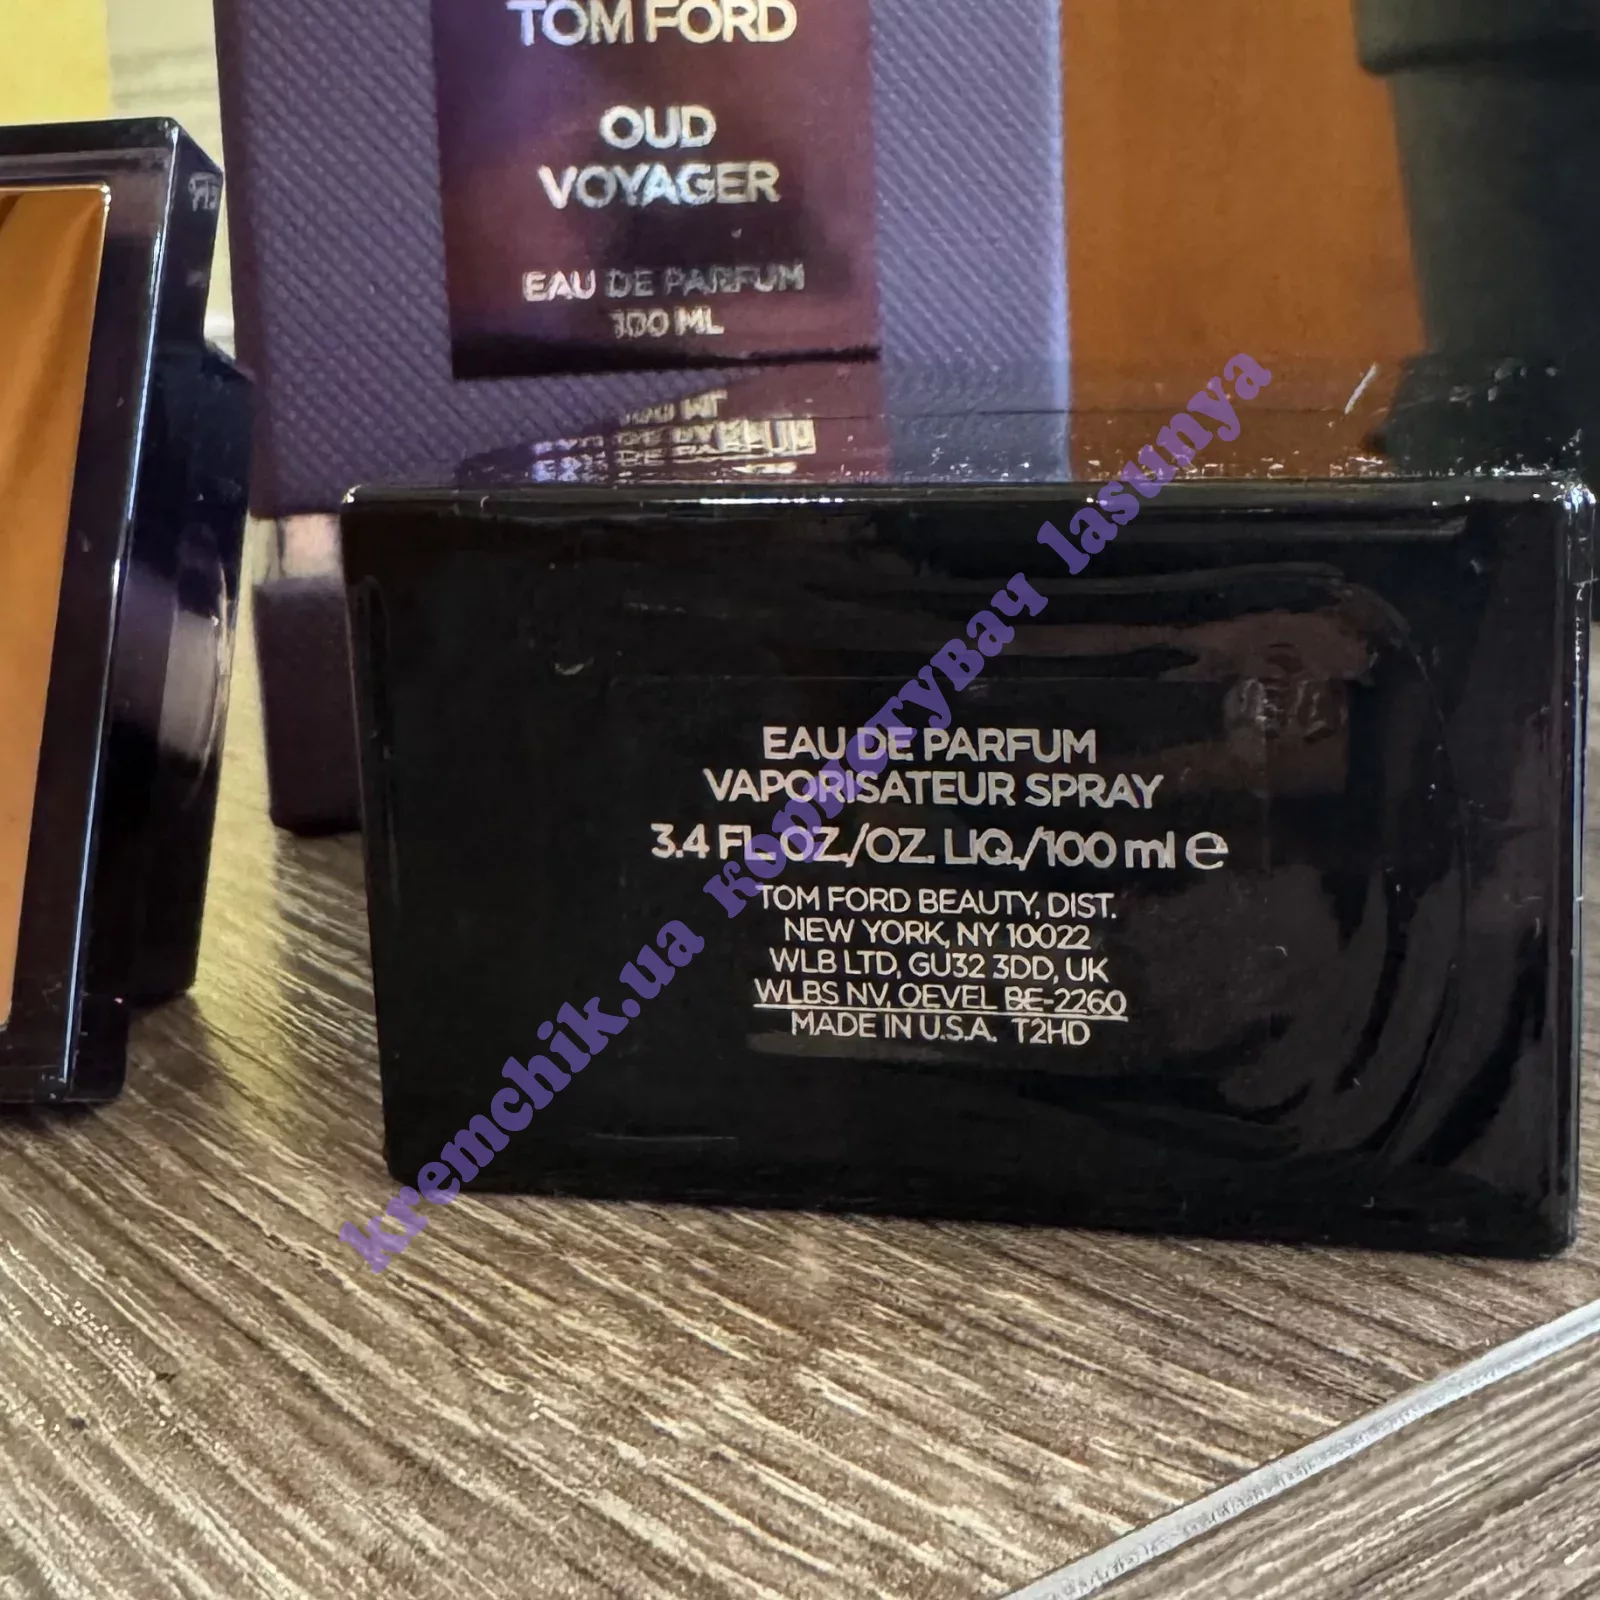 TOM FORD
OUD
VOYAGER
EAU DE PARFUM
100 ML
EAU DE PARFUM
VAPORISATEUR SPRAY
3.4 FL.OZ./OZ. LIQ./100 ml e
TOM FORD BEAUTY, DIST.
NEW YORK, NY 10022
WLB LTD, GU32 3DD, UK
WLBS NV, OEVEL BE-2260
MADE IN U.S.A. T2HD
kremchik.ua користувач lasunya